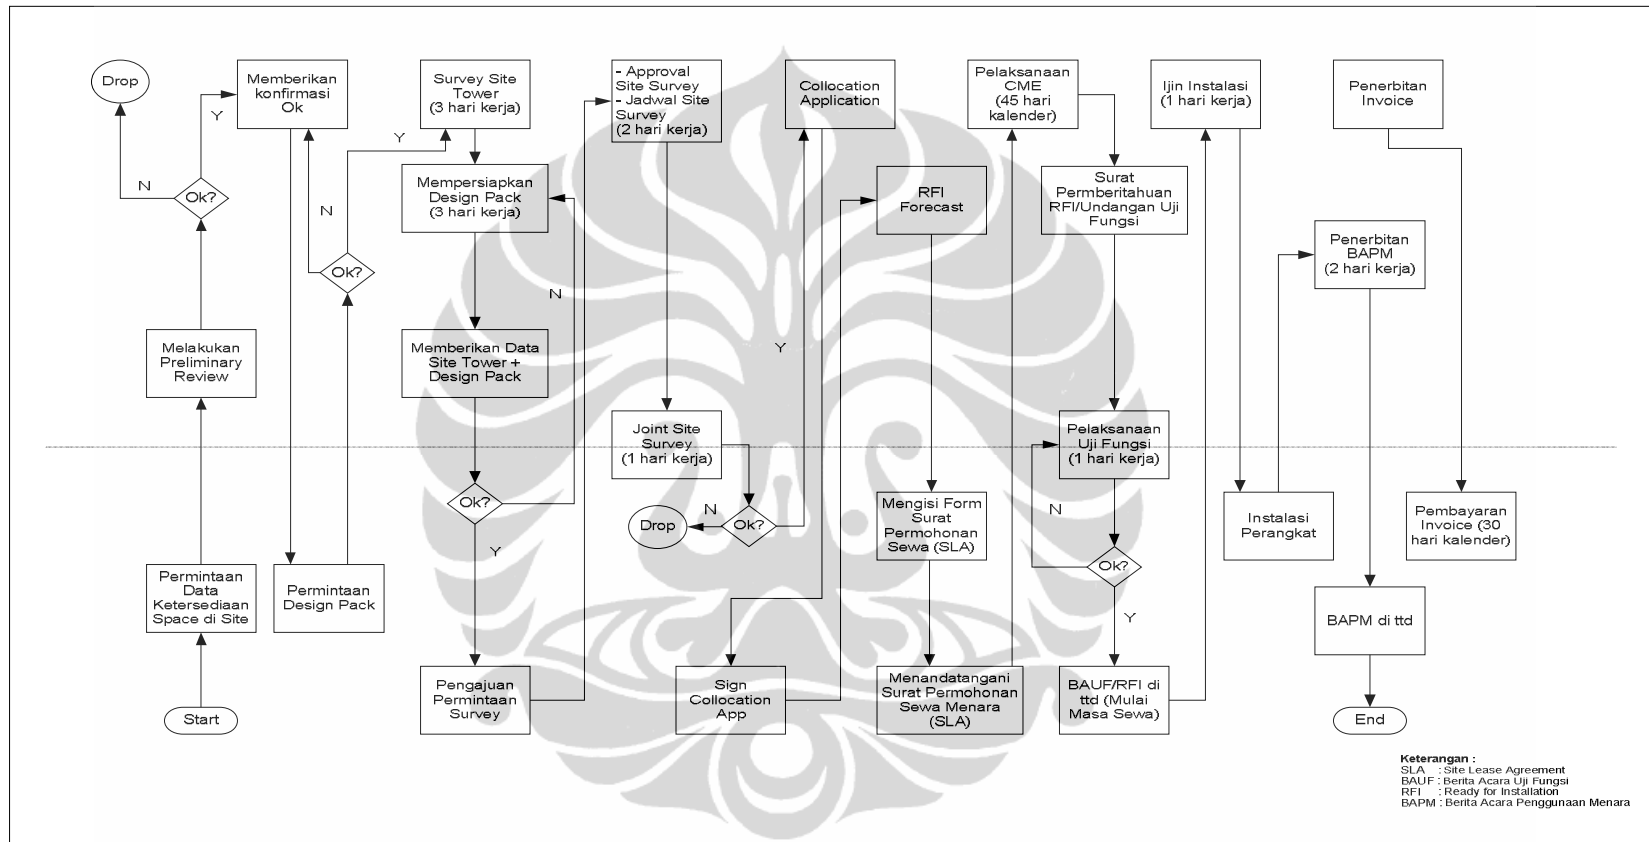 Drop
Memberikan
konfirmasi
Ok
Y
N
Ok?
Melakukan
Preliminary
Review
Permintaan
Data
Ketersediaan
Space di Site
Start
Y
N
Ok?
Permintaan
Design Pack
Survey Site
Tower
(3 hari kerja)
Mempersiapkan
Design Pack
(3 hari kerja)
N
Memberikan Data
Site Tower +
Design Pack
Ok?
Y
Pengajuan
Permintaan
Survey
- Approval
Site Survey
- Jadwal Site
Survey
(2 hari kerja)
Joint Site
Survey
(1 hari kerja)
N
Drop
Ok?
Y
Collocation
Application
Sign
Collocation
App
RFI
Forecast
Mengisi Form
Surat
Permohonan
Sewa (SLA)
Menandatangani
Surat Permohonan
Sewa Menara
(SLA)
Pelaksanaan
CME
(45 hari
kalender)
Surat
Permberitahuan
RFI/Undangan Uji
Fungsi
Pelaksanaan
Uji Fungsi
(1 hari kerja)
N
Ok?
Y
BAUF/RFI di
ttd (Mulai
Masa Sewa)
Ijin Instalasi
(1 hari kerja)
Instalasi
Perangkat
Penerbitan
BAPM
(2 hari kerja)
BAPM di ttd
End
Penerbitan
Invoice
Pembayaran
Invoice (30
hari kalender)
Keterangan :
SLA : Site Lease Agreement
BAUF : Berita Acara Uji Fungsi
RFI : Ready for Installation
BAPM : Berita Acara Penggunaan Menara